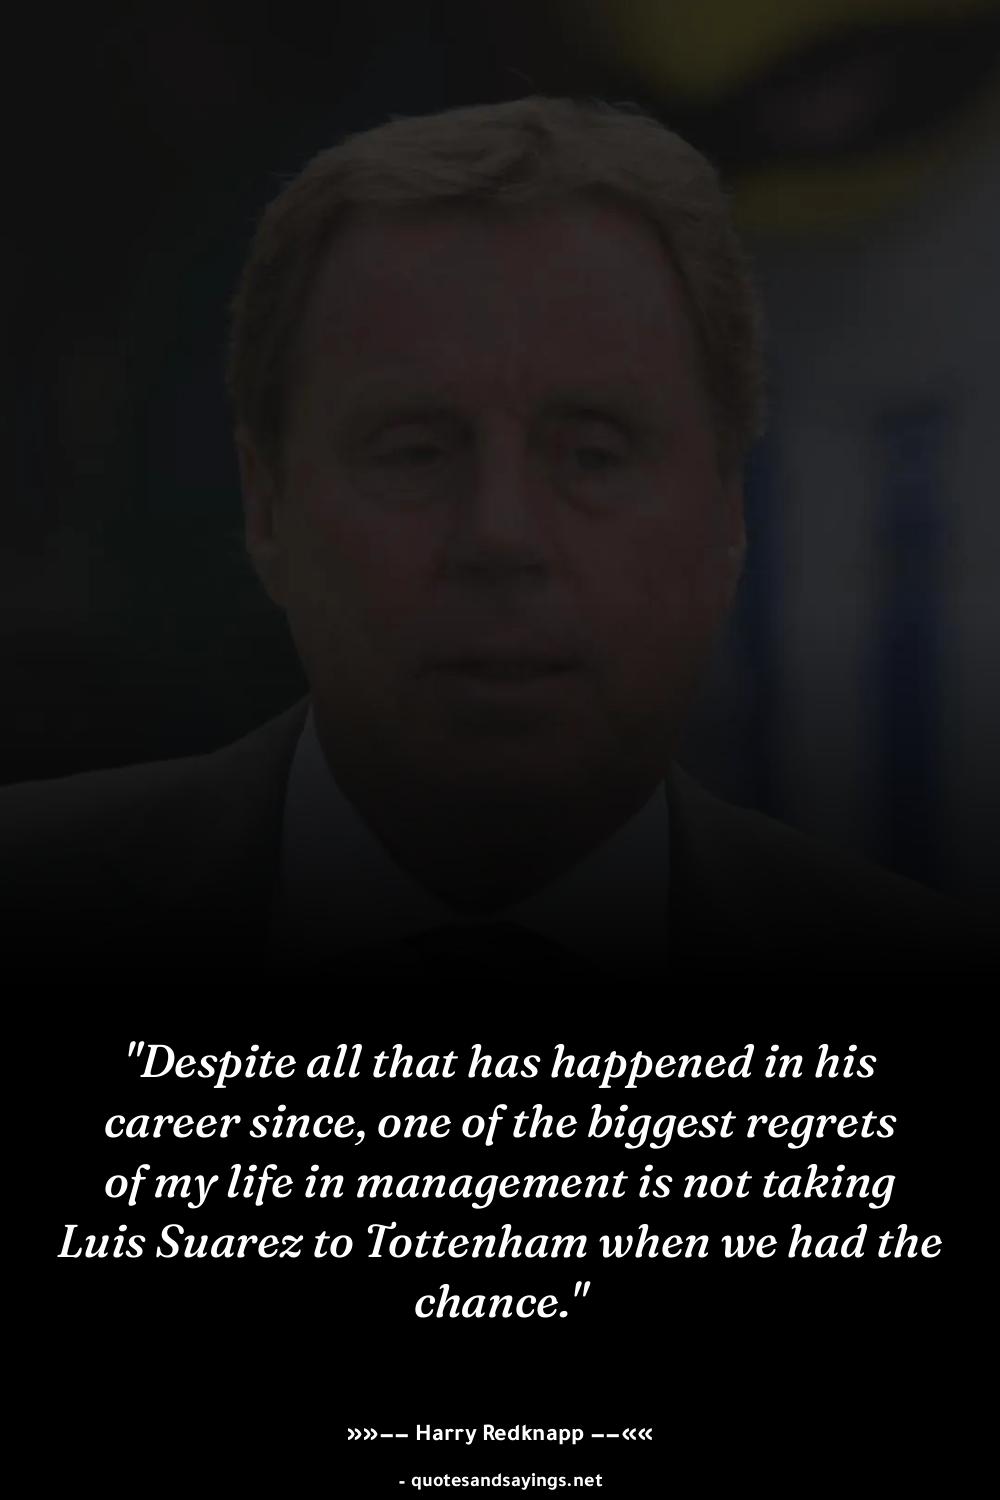 "Despite all that has happened in his
career since, one of the biggest regrets
of my life in management is not taking
Luis Suarez to Tottenham when we had the
chance."
»»−− Harry Redknapp −−««
- quotesandsayings.net